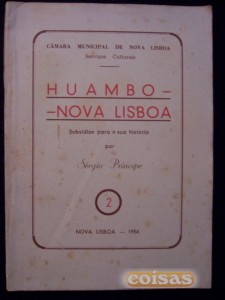 CÂMARA MUNICIPAL DE NOVA LISBOA
Serviços Culturais
HUAMBO -
-NOVA LISBOA
Subsídios para a sua história
por
Sérgio Príncipe
2
NOVA LISBOA — 1956
coisas